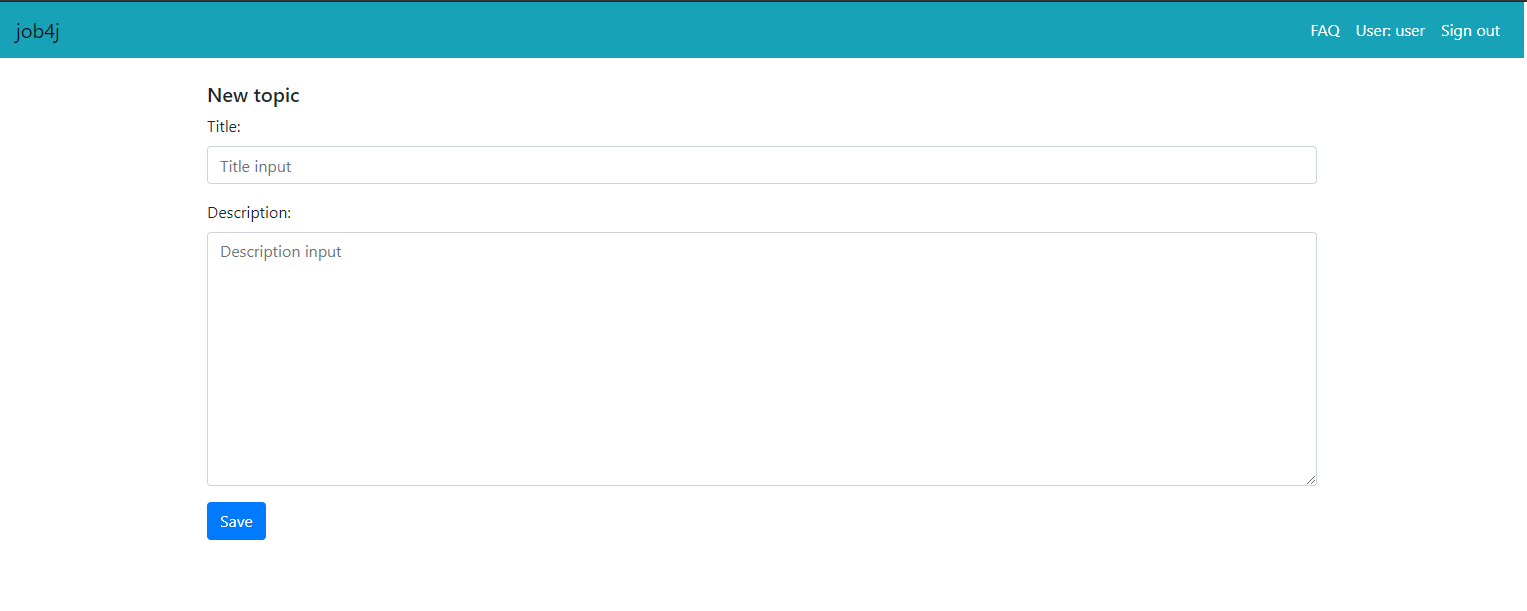 job4j FAQ User: user Sign out
New topic
Title:
Title input
Description:
Description input
Save